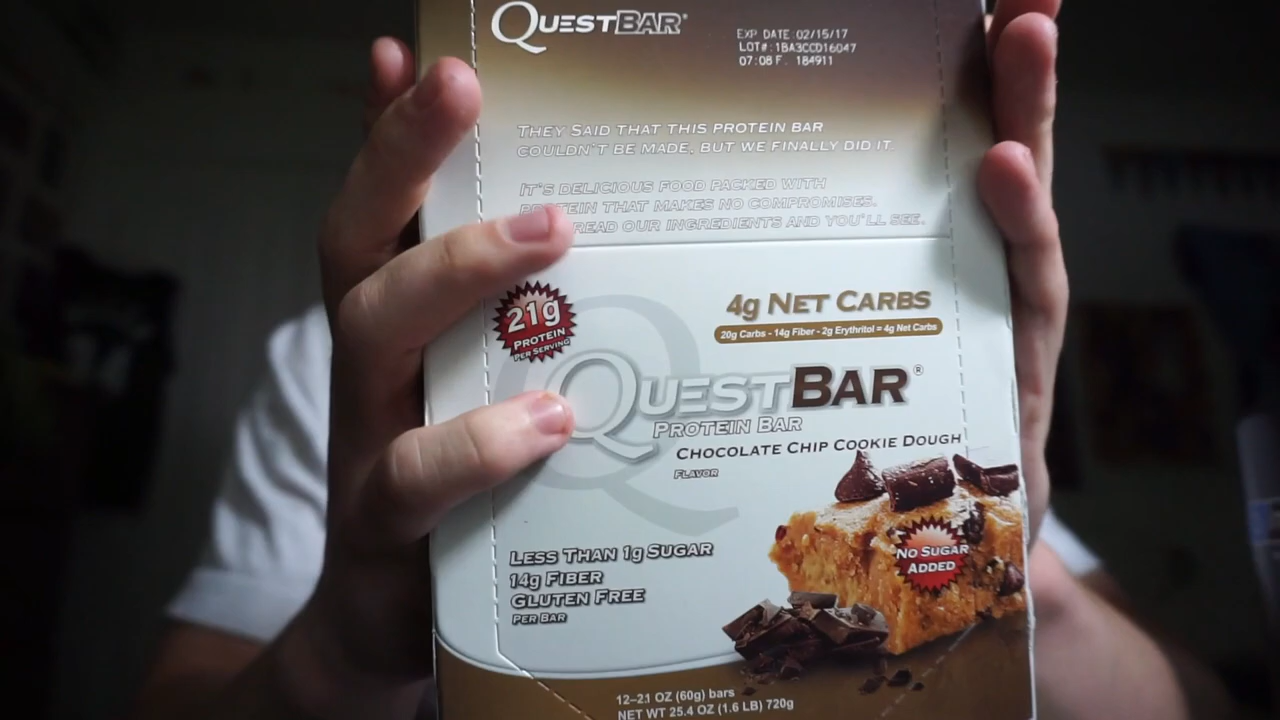 QUESTBAR®
EXP DATE:02/15/17
LOT#:1BA3CCD16047
07:08 F. 184911
THEY SAID THAT THIS PROTEIN BAR
COULDN'T BE MADE, BUT WE FINALLY DID IT.
IT'S DELICIOUS FOOD PACKED WITH
PROTEIN THAT MAKES NO COMPROMISES.
READ OUR INGREDIENTS AND YOU'LL SEE.
21g
PROTEIN
PER SERVING
4g NET CARBS
20g Carbs - 14g Fiber - 2g Erythritol = 4g Net Carbs
QUESTBAR®
PROTEIN BAR
CHOCOLATE CHIP COOKIE DOUGH
FLAVOR
NO SUGAR
ADDED
LESS THAN 1g SUGAR
14g FIBER
GLUTEN FREE
PER BAR
12–2.1 OZ (60g) bars
NET WT 25.4 OZ (1.6 LB) 720g